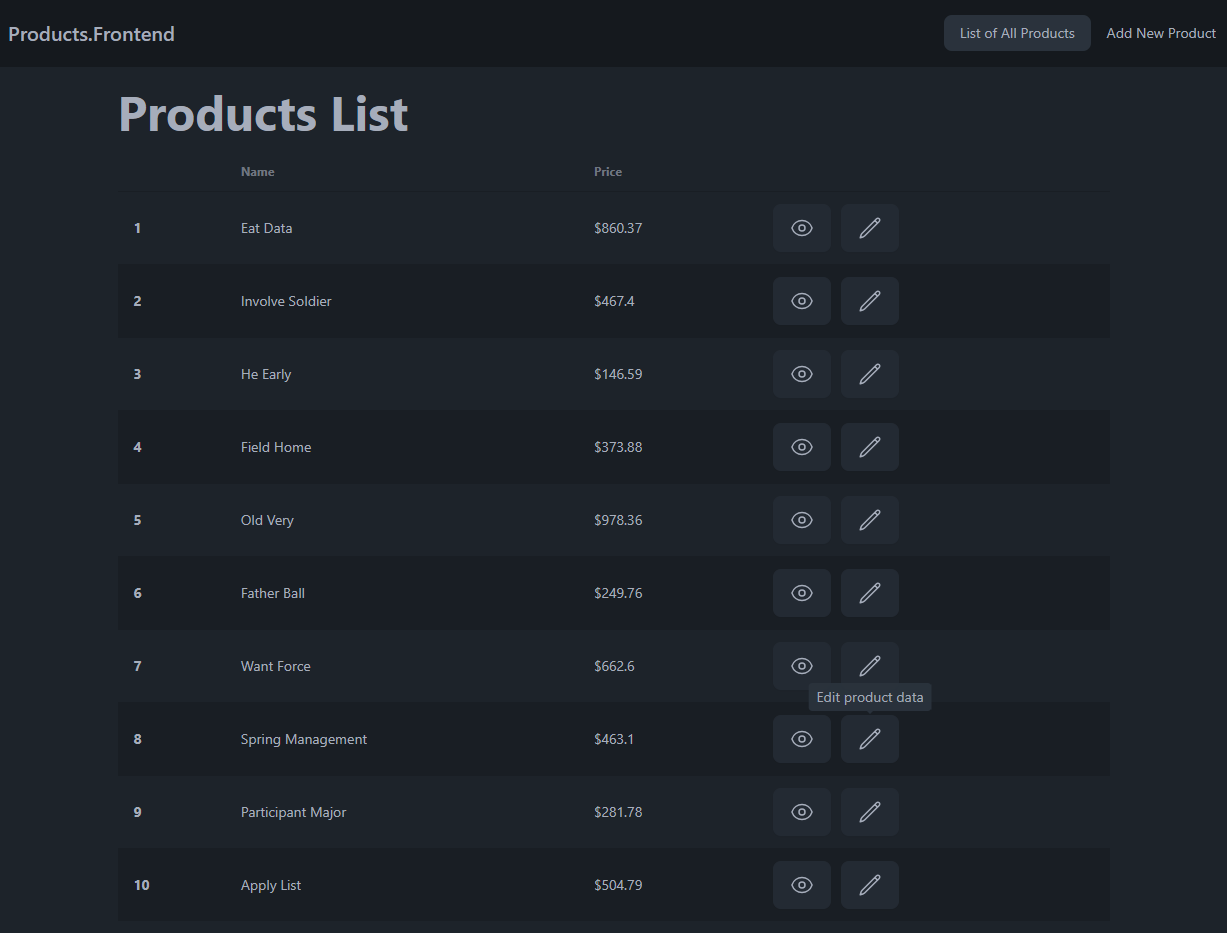 Products.Frontend List of All Products Add New Product
Products List
Name Price
1 Eat Data $860.37
2 Involve Soldier $467.4
3 He Early $146.59
4 Field Home $373.88
5 Old Very $978.36
6 Father Ball $249.76
7 Want Force $662.6
Edit product data
8 Spring Management $463.1
9 Participant Major $281.78
10 Apply List $504.79